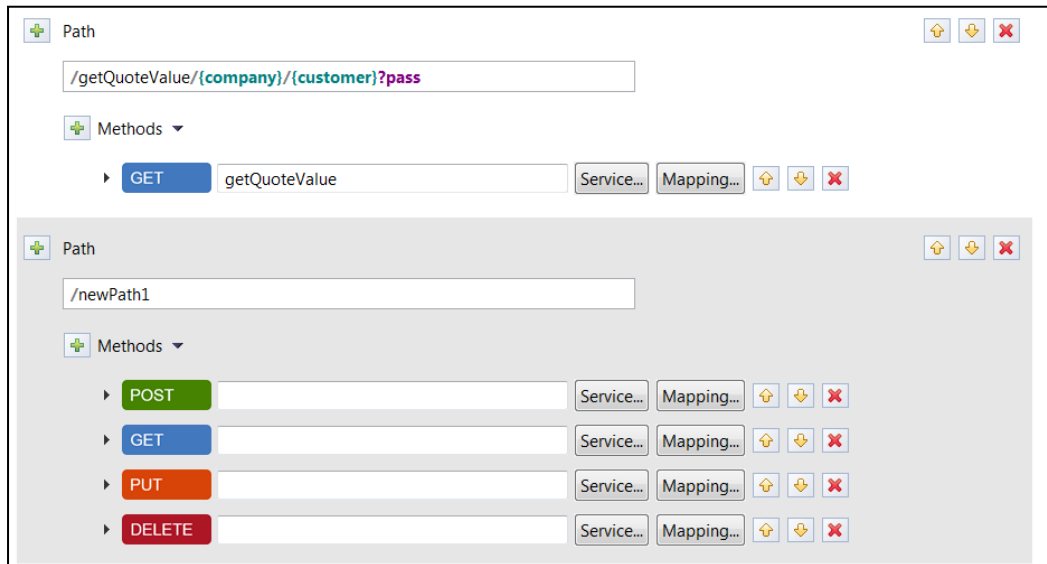 Path
/getQuoteValue/{company}/{customer}?pass
Methods
GET getQuoteValue Service... Mapping...
Path
/newPath1
Methods
POST Service... Mapping...
GET Service... Mapping...
PUT Service... Mapping...
DELETE Service... Mapping...